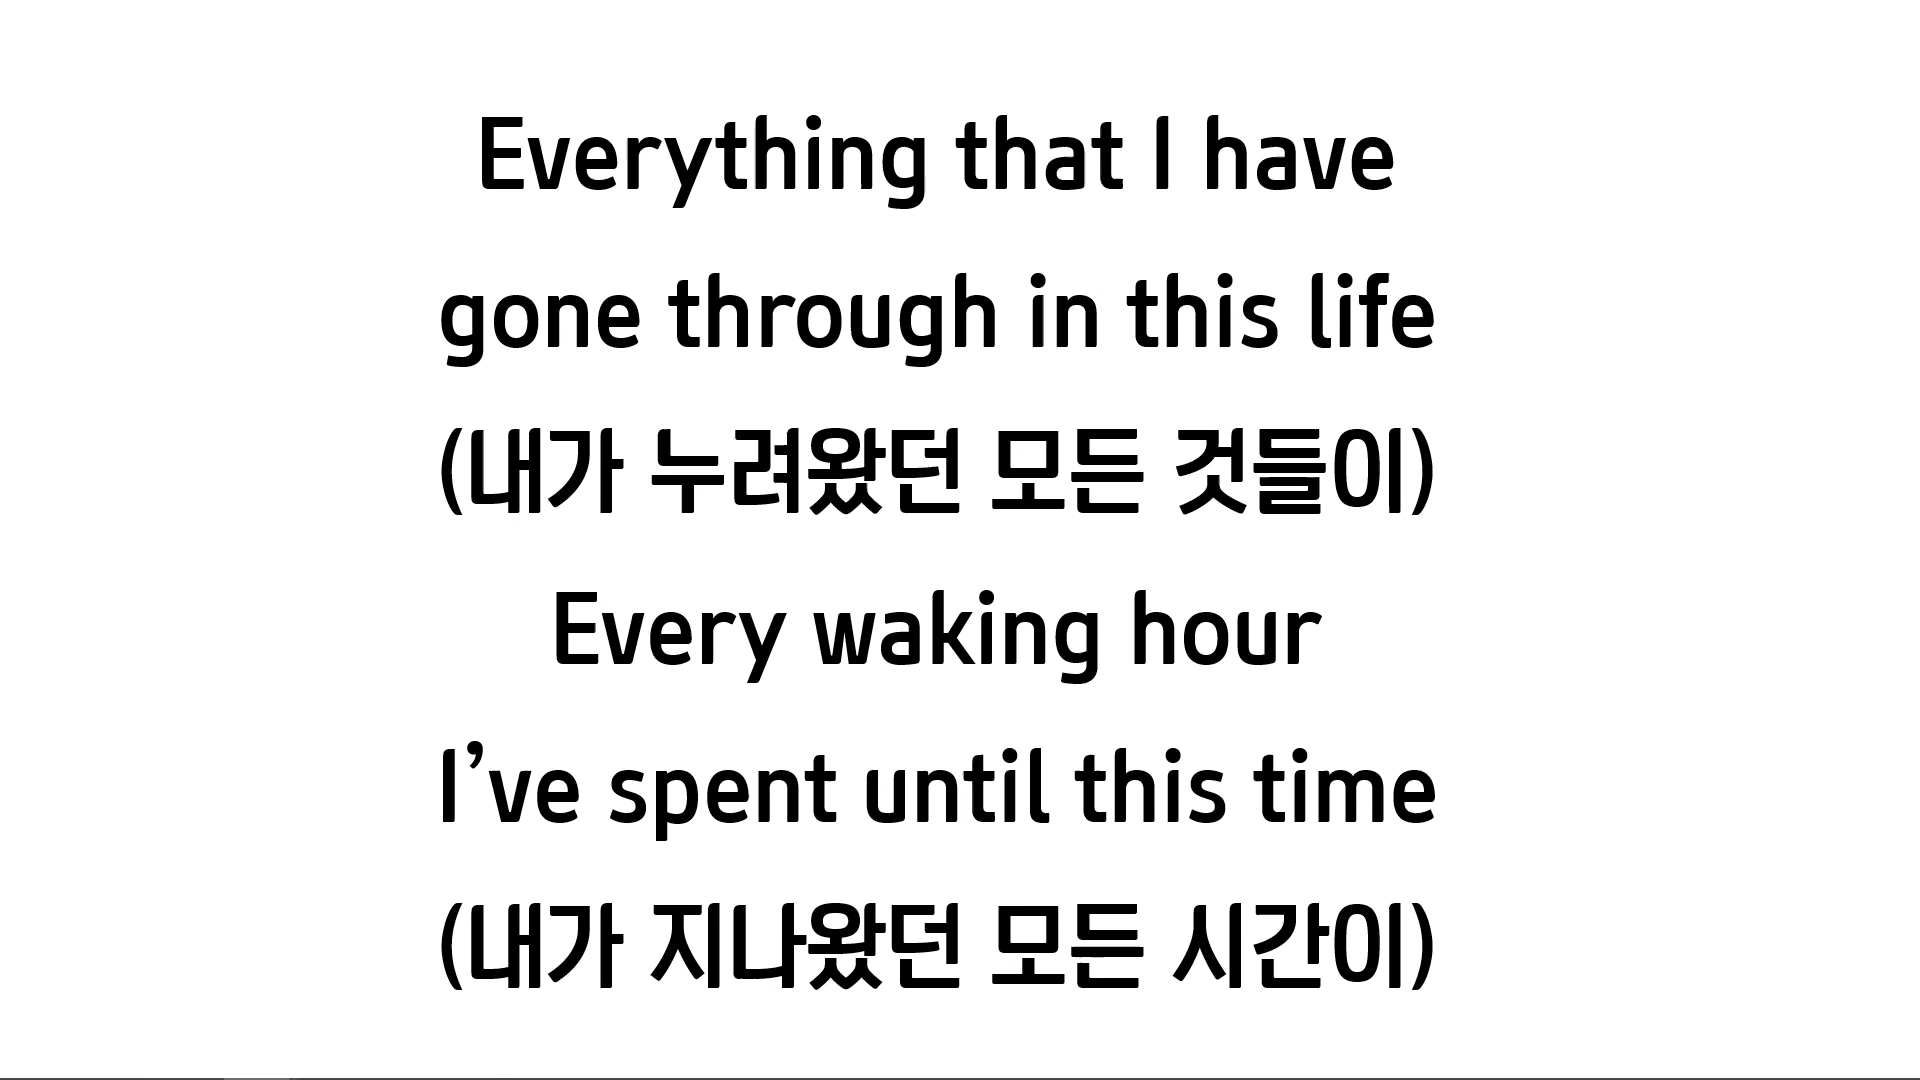 Everything that I have
gone through in this life
(내가 누려왔던 모든 것들이)
Every waking hour
I’ve spent until this time
(내가 지나왔던 모든 시간이)